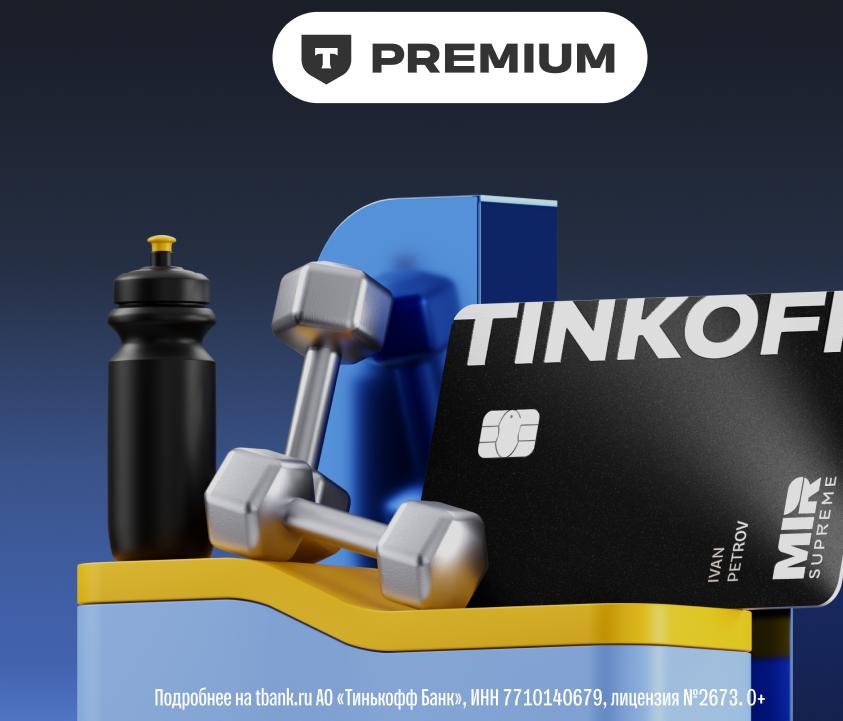 T PREMIUM
TINKOFF
IVAN
PETROV
MIR
SUPREME
Подробнее на tbank.ru АО «Тинькофф Банк», ИНН 7710140679, лицензия №2673. 0+